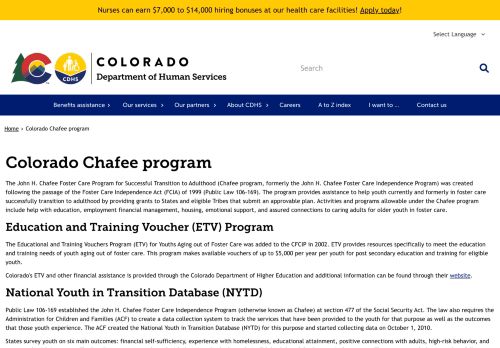 Nurses can earn $7,000 to $14,000 hiring bonuses at our health care facilities! Apply today!
Select Language
COLORADO
Department of Human Services
CDHS
Search
Benefits assistance
Our services
Our partners
About CDHS
Careers
A to Z index
I want to ...
Contact us
Home › Colorado Chafee program
Colorado Chafee program
The John H. Chafee Foster Care Program for Successful Transition to Adulthood (Chafee program, formerly the John H. Chafee Foster Care Independence Program) was created
following the passage of the Foster Care Independence Act (FCIA) of 1999 (Public Law 106-169). The program provides assistance to help youth currently and formerly in foster care
successfully transition to adulthood by providing grants to States and eligible Tribes that submit an approvable plan. Activities and programs allowable under the Chafee program
include help with education, employment financial management, housing, emotional support, and assured connections to caring adults for older youth in foster care.
Education and Training Voucher (ETV) Program
The Educational and Training Vouchers Program (ETV) for Youths Aging out of Foster Care was added to the CFCIP in 2002. ETV provides resources specifically to meet the education
and training needs of youth aging out of foster care. This program makes available vouchers of up to $5,000 per year per youth for post secondary education and training for eligible
youth.
Colorado's ETV and other financial assistance is provided through the Colorado Department of Higher Education and additional information can be found through their website.
National Youth in Transition Database (NYTD)
Public Law 106-169 established the John H. Chafee Foster Care Independence Program (otherwise known as Chafee) at section 477 of the Social Security Act. The law also requires the
Administration for Children and Families (ACF) to create a data collection system to track the services that have been provided to the youth for that purpose as well as the outcomes
that those youth experience. The ACF created the National Youth in Transition Database (NYTD) for this purpose and started collecting data on October 1, 2010.
States survey youth on six main outcomes: financial self-sufficiency, experience with homelessness, educational attainment, positive connections with adults, high-risk behavior, and